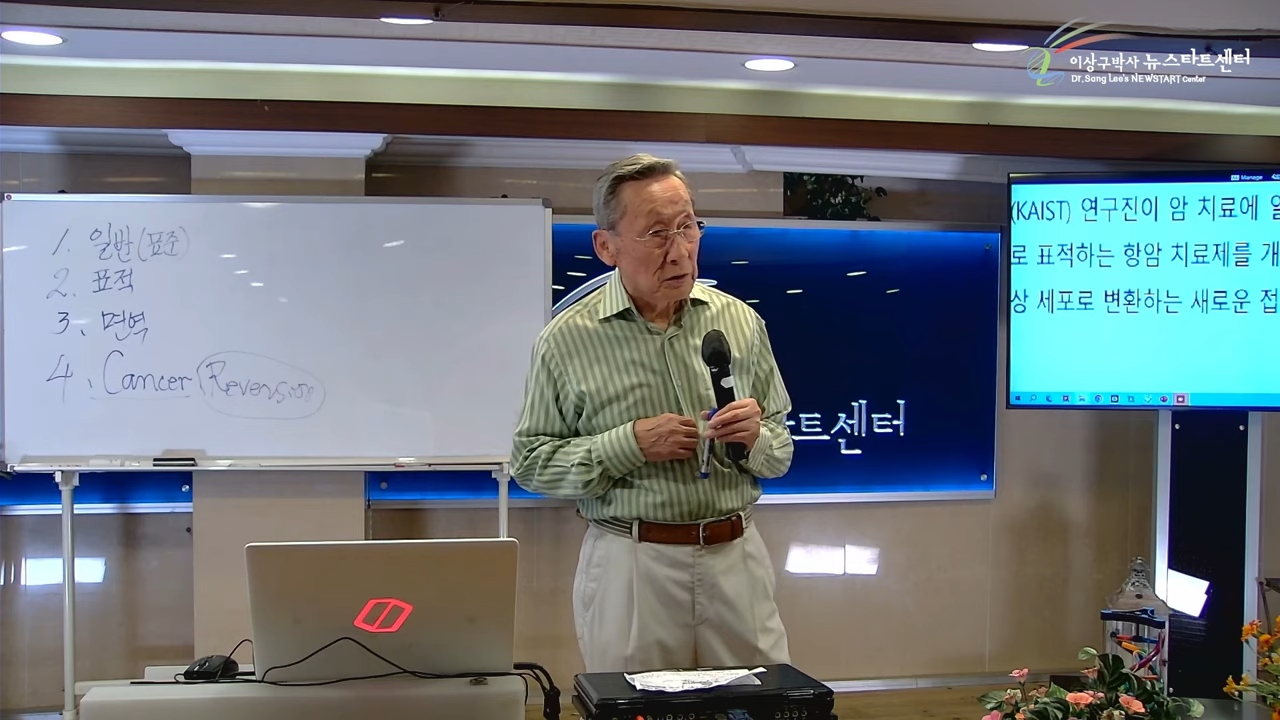 이상구박사 뉴스타트센터
Dr. Sang Lee's NEWSTART Center
1. 일반(표준)
2. 표적
3. 면역
4. Cancer Reversion
Manage
(KAIST) 연구진이 암 치료에
로 표적하는 항암 치료제를 개
상 세포로 변환하는 새로운 접
트센터